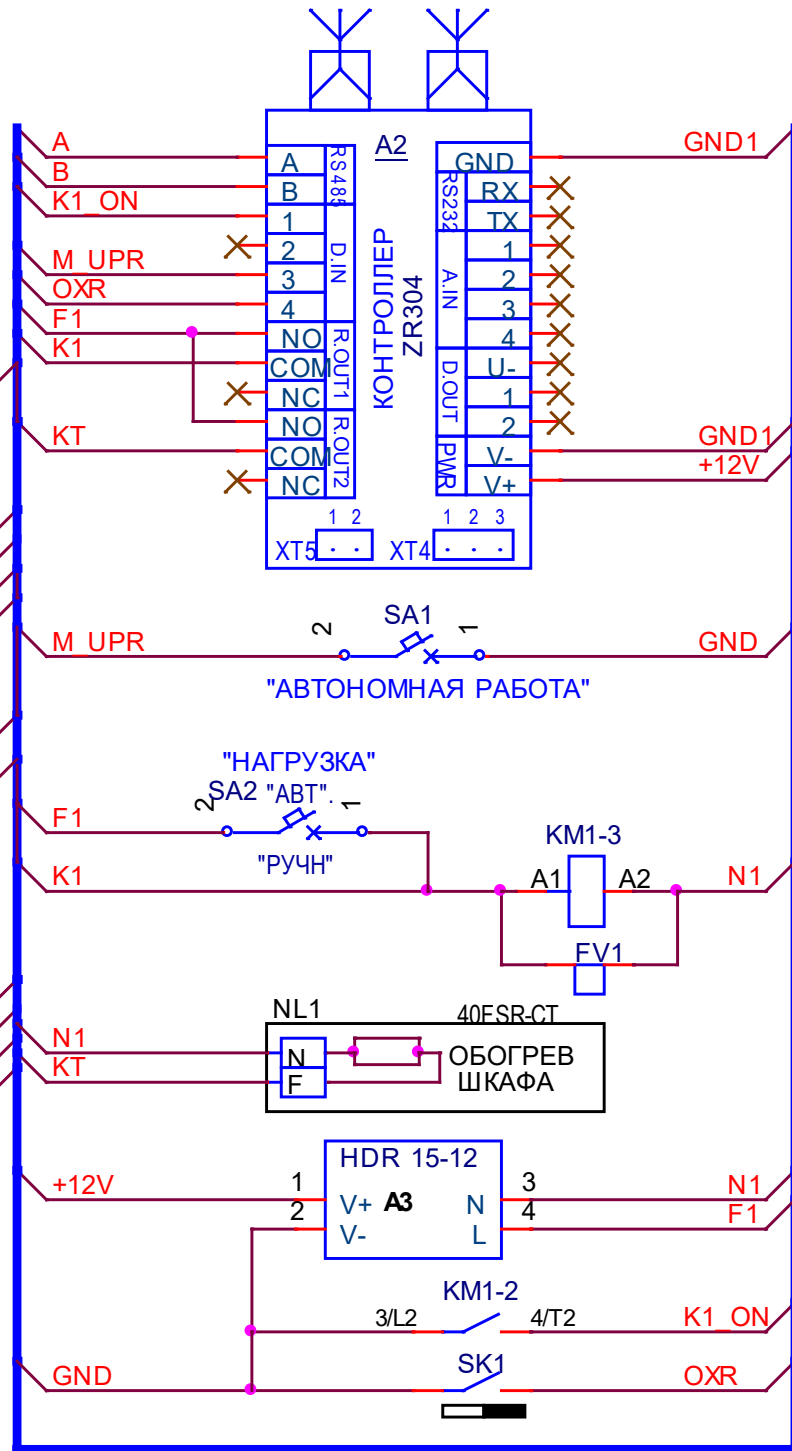 A2
A
B
K1_ON
M_UPR
OXR
F1
K1
KT
A
B
1
2
3
4
NO
COM
NC
NO
COM
NC
RS 485
D.IN
R.OUT1
R.OUT2
КОНТРОЛЛЕР
ZR304
GND
RX
TX
1
2
3
4
U-
1
2
V-
V+
RS232
A.IN
D.OUT
PWR
GND1
GND1
+12V
1 2
XT5
1 2 3
XT4
M_UPR
2
SA1
1
GND
"АВТОНОМНАЯ РАБОТА"
"НАГРУЗКА"
SA2 "АВТ".
F1
2
1
"РУЧН"
KM1-3
K1
A1
A2
N1
FV1
NL1
40FSR-CT
N1
KT
N
F
ОБОГРЕВ
ШКАФА
HDR 15-12
+12V
1
2
V+ A3 N
V- L
3
4
N1
F1
KM1-2
3/L2
4/T2
K1_ON
GND
SK1
OXR